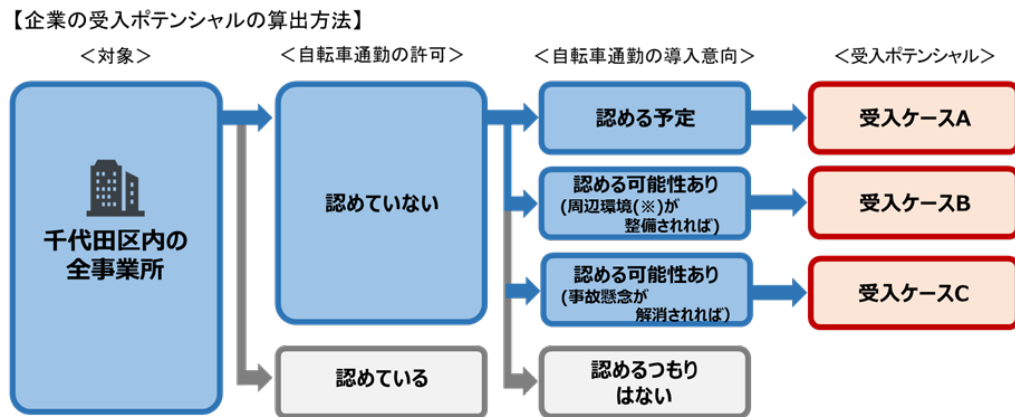 【企業の受入ポテンシャルの算出方法】
＜対象＞
＜自転車通勤の許可＞
＜自転車通勤の導入意向＞
＜受入ポテンシャル＞
千代田区内の
全事業所
認めていない
認めている
認める予定
認める可能性あり
(周辺環境(※)が
整備されれば)
認める可能性あり
(事故懸念が
解消されれば)
認めるつもり
はない
受入ケースA
受入ケースB
受入ケースC